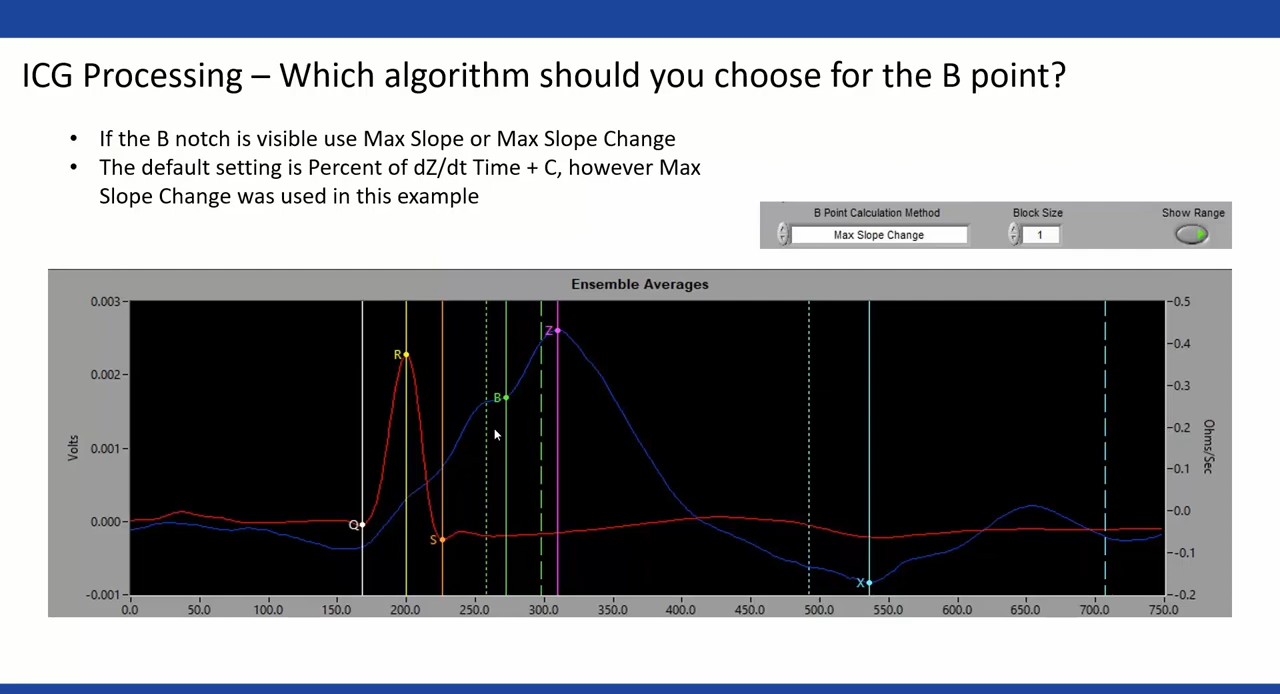 ICG Processing – Which algorithm should you choose for the B point?
• If the B notch is visible use Max Slope or Max Slope Change
• The default setting is Percent of dZ/dt Time + C, however Max
Slope Change was used in this example
B Point Calculation Method
Block Size
Show Range
Max Slope Change
1
Ensemble Averages
0.003
0.002
0.001
0.000
-0.001
Volts
0.5
0.4
0.3
0.2
0.1
0.0
-0.1
-0.2
Ohms/Sec
Q
R
S
B
Z
X
0.0 50.0 100.0 150.0 200.0 250.0 300.0 350.0 400.0 450.0 500.0 550.0 600.0 650.0 700.0 750.0